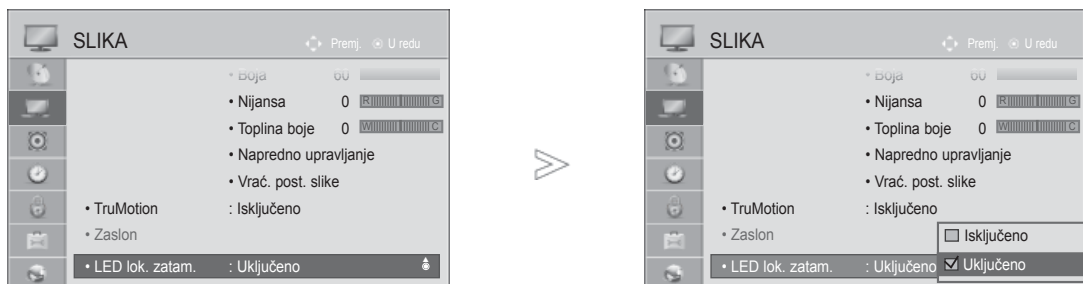 SLIKA Premj. U redu
• Boja 60
• Nijansa 0 R G
• Toplina boje 0 W C
• Napredno upravljanje
• Vrać. post. slike
• TruMotion : Isključeno
• Zaslon
• LED lok. zatam. : Uključeno
SLIKA Premj. U redu
• Boja 60
• Nijansa 0 R G
• Toplina boje 0 W C
• Napredno upravljanje
• Vrać. post. slike
• TruMotion : Isključeno
• Zaslon
Isključeno
• LED lok. zatam. : Uključeno
Uključeno